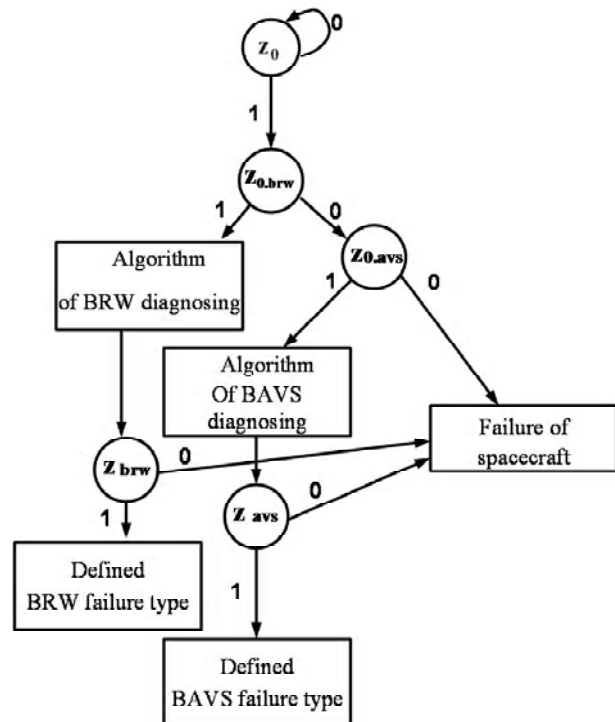 0
z0
1
z0.brw
1
0
z0.avs
Algorithm
of BRW diagnosing
1
0
Algorithm
Of BAVS
diagnosing
Failure of
spacecraft
z brw
0
0
z avs
1
Defined
BRW failure type
1
Defined
BAVS failure type